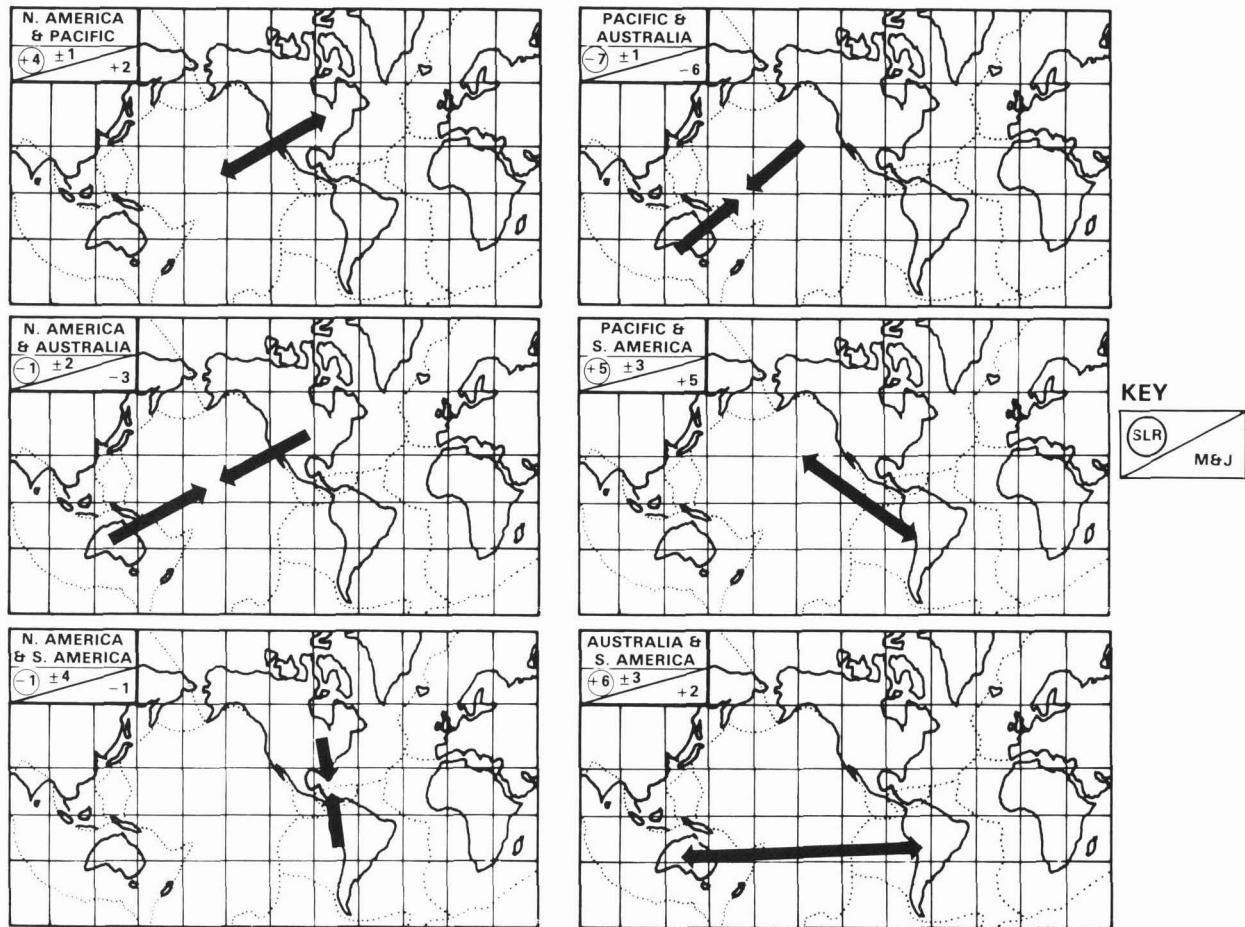 N. AMERICA
& PACIFIC
+4 ±1
+2
PACIFIC &
AUSTRALIA
-7 ±1
-6
N. AMERICA
& AUSTRALIA
-1 ±2
-3
PACIFIC &
S. AMERICA
+5 ±3
+5
KEY
SLR
M&J
N. AMERICA
& S. AMERICA
-1 ±4
-1
AUSTRALIA &
S. AMERICA
+6 ±3
+2